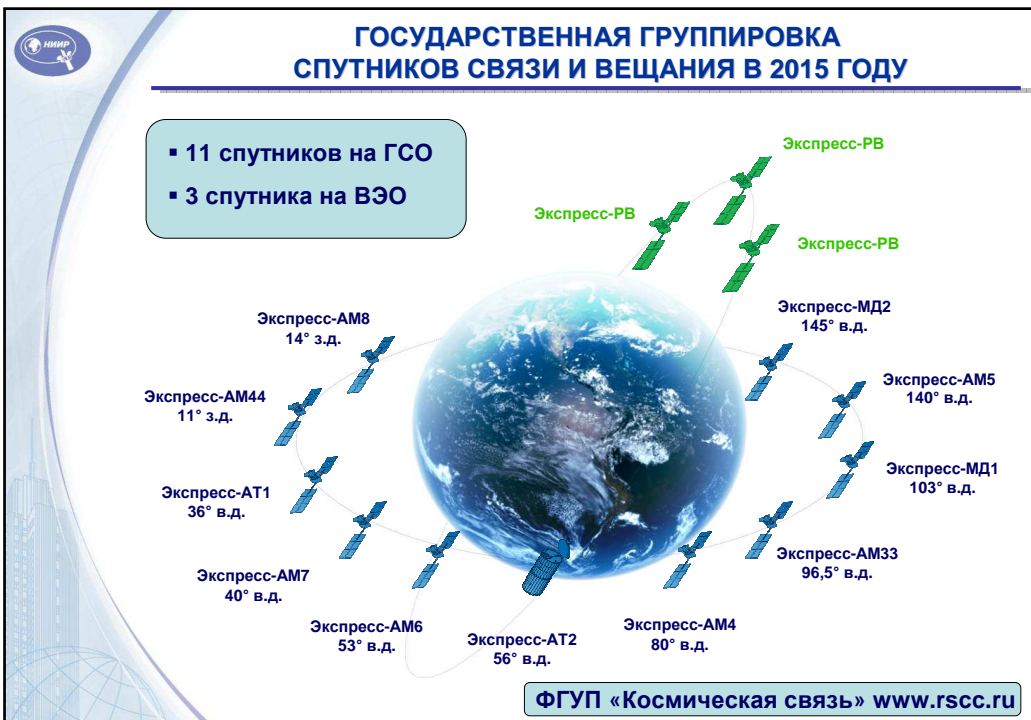 НИИР
ГОСУДАРСТВЕННАЯ ГРУППИРОВКА
СПУТНИКОВ СВЯЗИ И ВЕЩАНИЯ В 2015 ГОДУ
▪ 11 спутников на ГСО
▪ 3 спутника на ВЭО
Экспресс-РВ
Экспресс-РВ
Экспресс-РВ
Экспресс-АМ8
14° з.д.
Экспресс-МД2
145° в.д.
Экспресс-АМ44
11° з.д.
Экспресс-АМ5
140° в.д.
Экспресс-АТ1
36° в.д.
Экспресс-МД1
103° в.д.
Экспресс-АМ7
40° в.д.
Экспресс-АМ33
96,5° в.д.
Экспресс-АМ6
53° в.д.
Экспресс-АТ2
56° в.д.
Экспресс-АМ4
80° в.д.
ФГУП «Космическая связь» www.rscc.ru